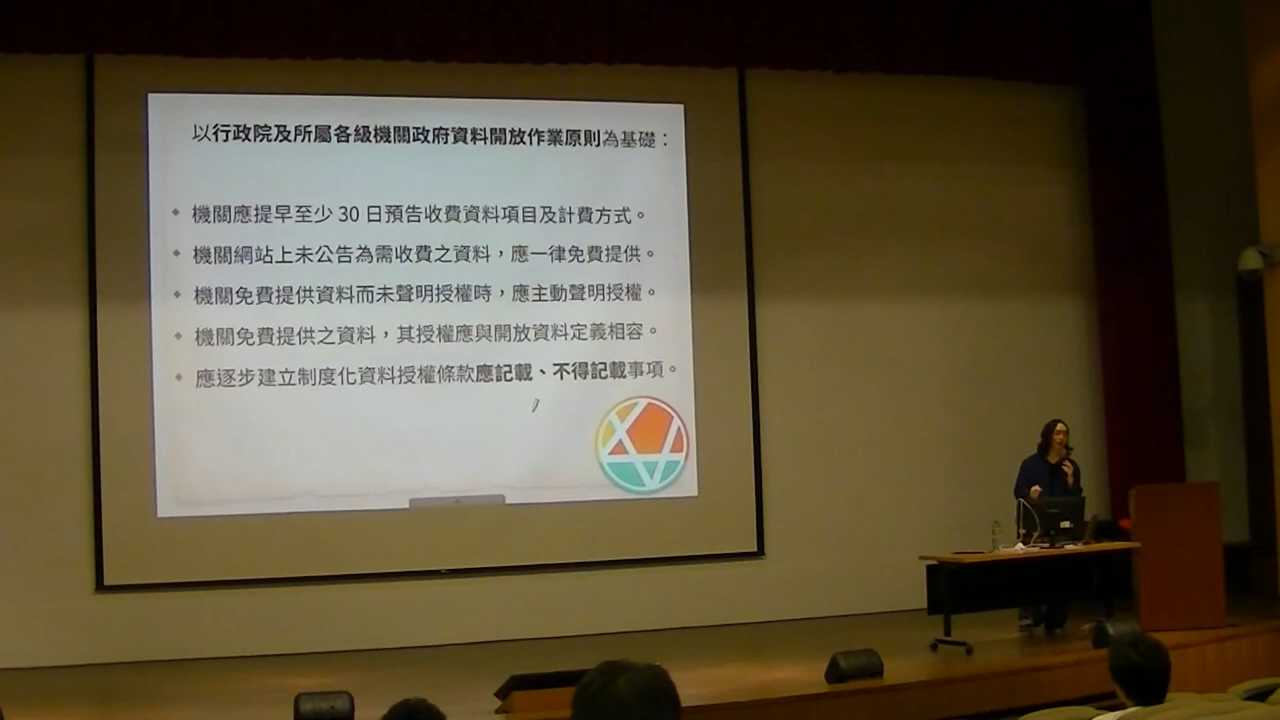 以行政院及所屬各級機關政府資料開放作業原則為基礎：
機關應提早至少 30 日預告收費資料項目及計費方式。
機關網站上未公告為需收費之資料，應一律免費提供。
機關免費提供資料而未聲明授權時，應主動聲明授權。
機關免費提供之資料，其授權應與開放資料定義相容。
應逐步建立制度化資料授權條款應記載、不得記載事項。